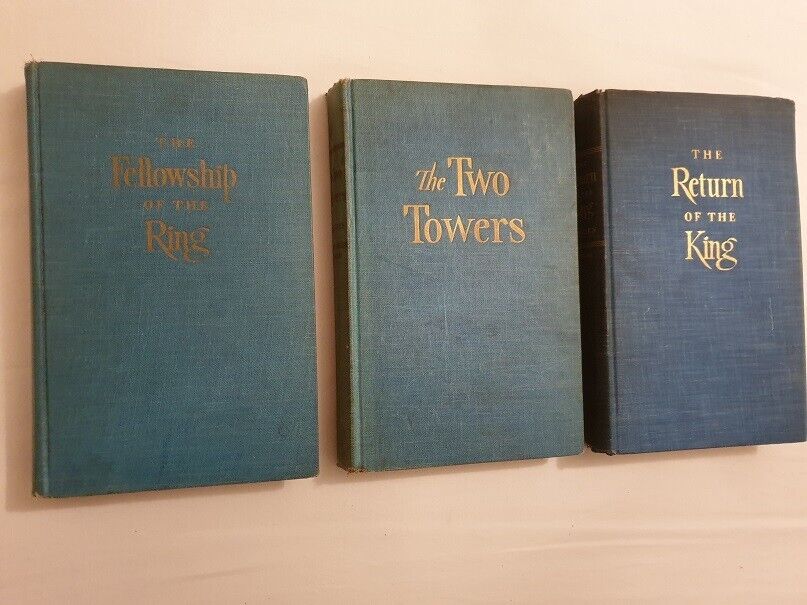 THE
Fellowship
OF THE
Ring
The Two
Towers
THE
Return
OF THE
King